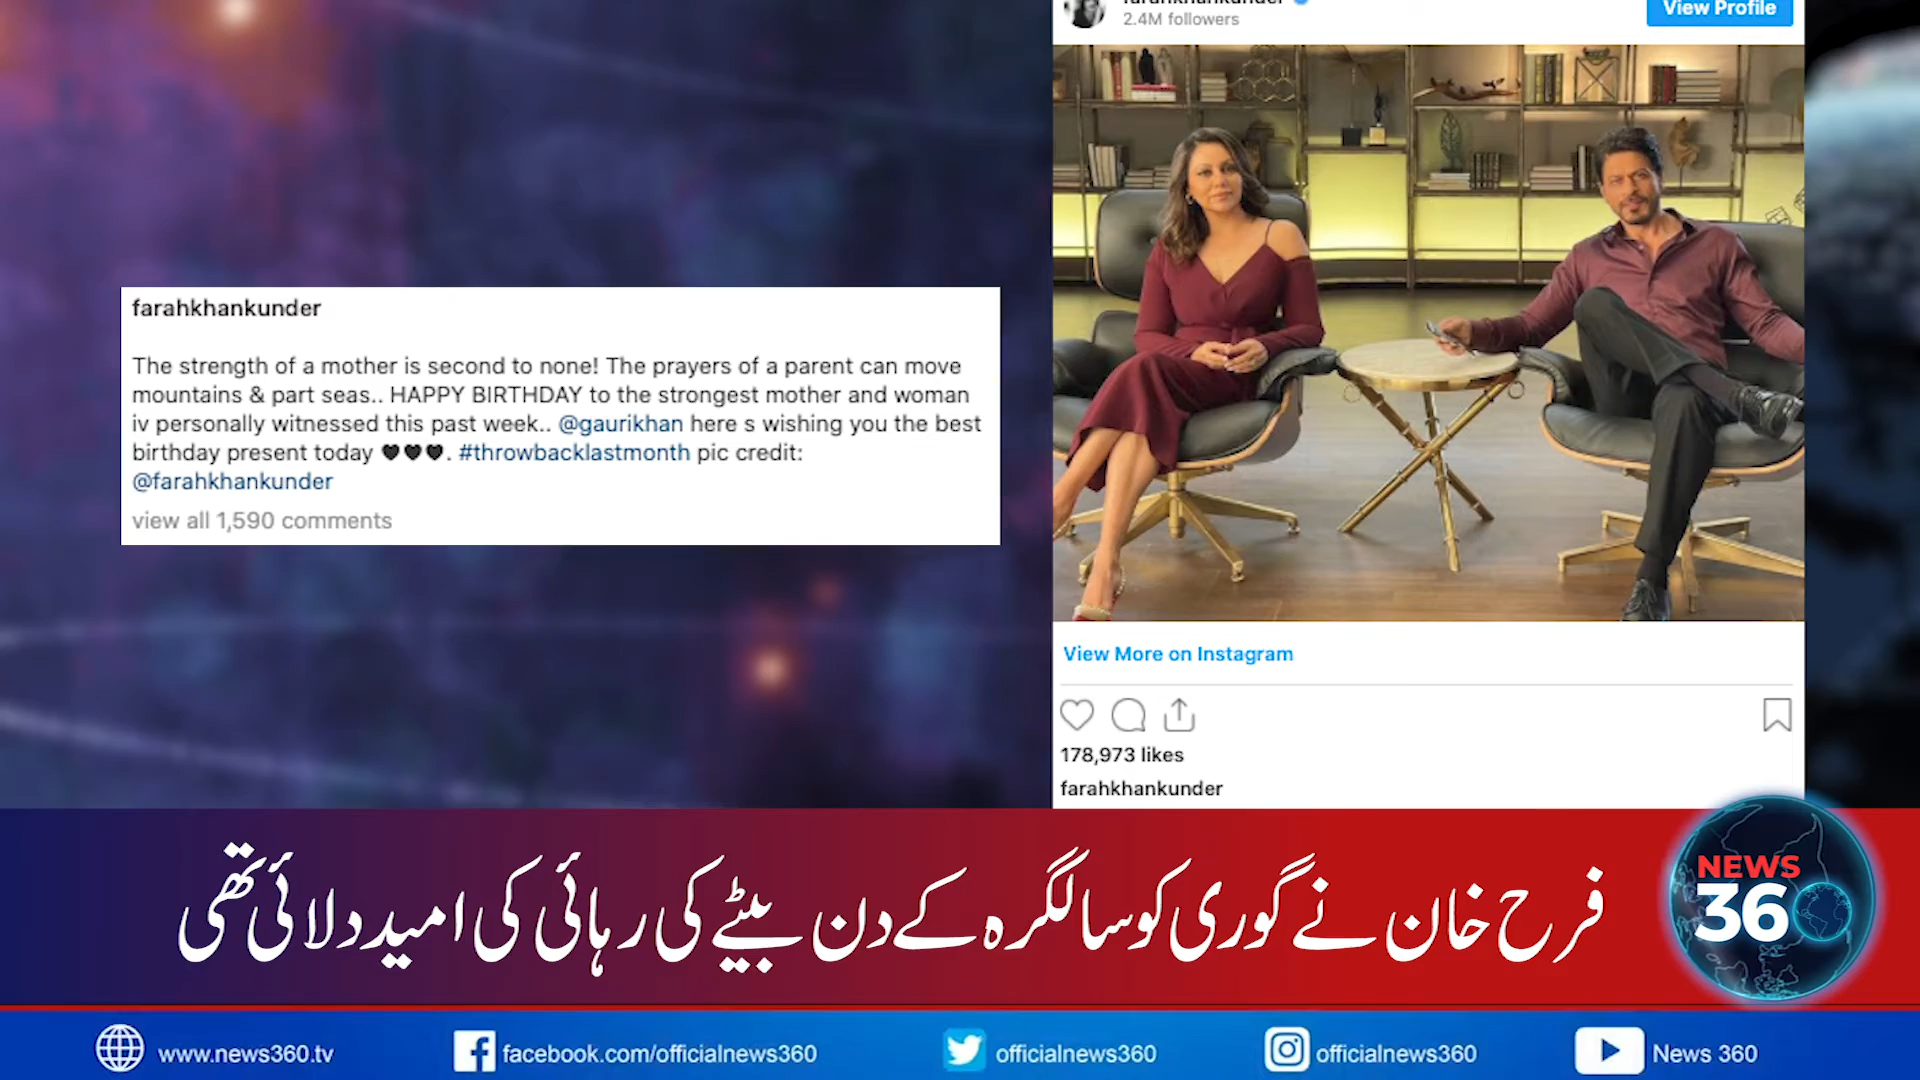 farahkhankunder
2.4M followers
View Profile
farahkhankunder
The strength of a mother is second to none! The prayers of a parent can move
mountains & part seas.. HAPPY BIRTHDAY to the strongest mother and woman
iv personally witnessed this past week.. @gaurikhan here s wishing you the best
birthday present today 🖤🖤🖤. #throwbacklastmonth pic credit:
@farahkhankunder
view all 1,590 comments
View More on Instagram
178,973 likes
farahkhankunder
فرح خان نے گوری کو سالگرہ کے دن بیٹے کی رہائی کی امید دلائی تھی
NEWS
360
www.news360.tv
facebook.com/officialnews360
officialnews360
officialnews360
News 360